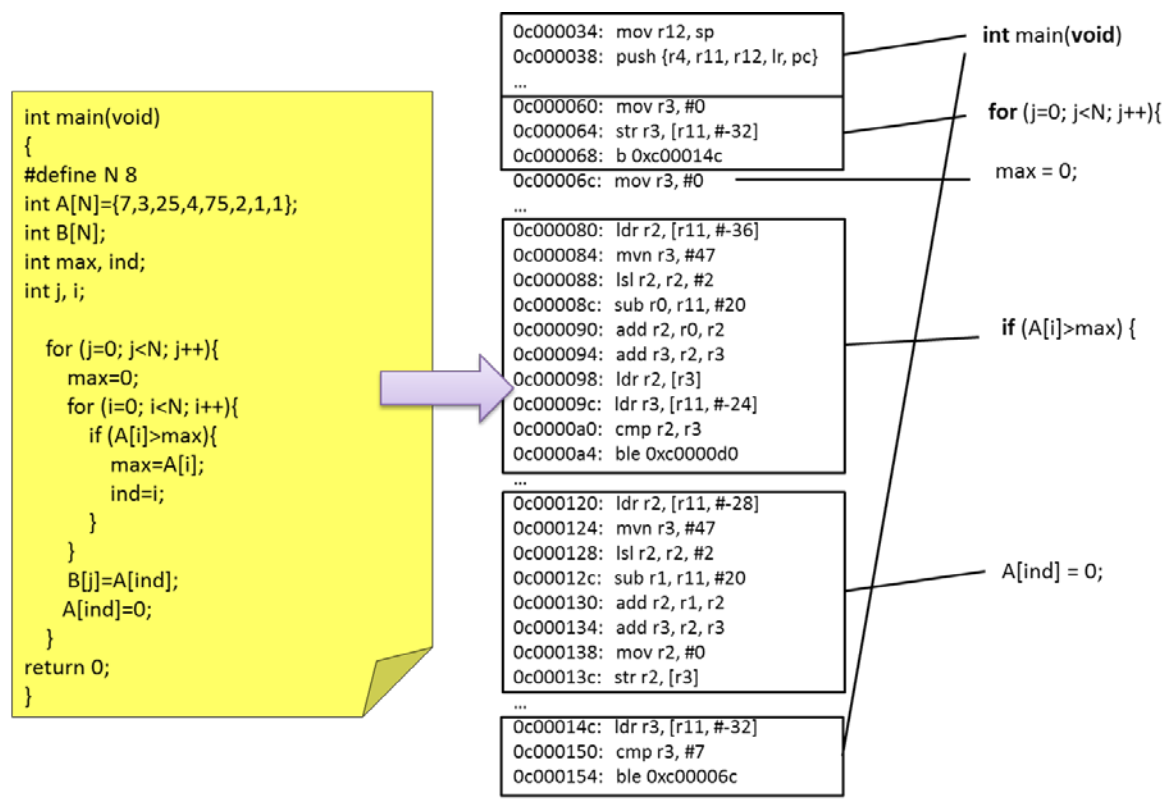 int main(void)
{
#define N 8
int A[N]={7,3,25,4,75,2,1,1};
int B[N];
int max, ind;
int j, i;
for (j=0; j<N; j++){
max=0;
for (i=0; i<N; i++){
if (A[i]>max){
max=A[i];
ind=i;
}
}
B[j]=A[ind];
A[ind]=0;
}
return 0;
}
0c000034: mov r12, sp
0c000038: push {r4, r11, r12, lr, pc}
...
0c000060: mov r3, #0
0c000064: str r3, [r11, #-32]
0c000068: b 0xc00014c
0c00006c: mov r3, #0
...
0c000080: ldr r2, [r11, #-36]
0c000084: mvn r3, #47
0c000088: lsl r2, r2, #2
0c00008c: sub r0, r11, #20
0c000090: add r2, r0, r2
0c000094: add r3, r2, r3
0c000098: ldr r2, [r3]
0c00009c: ldr r3, [r11, #-24]
0c0000a0: cmp r2, r3
0c0000a4: ble 0xc0000d0
...
0c000120: ldr r2, [r11, #-28]
0c000124: mvn r3, #47
0c000128: lsl r2, r2, #2
0c00012c: sub r1, r11, #20
0c000130: add r2, r1, r2
0c000134: add r3, r2, r3
0c000138: mov r2, #0
0c00013c: str r2, [r3]
...
0c00014c: ldr r3, [r11, #-32]
0c000150: cmp r3, #7
0c000154: ble 0xc00006c
int main(void)
for (j=0; j<N; j++){
max = 0;
if (A[i]>max) {
A[ind] = 0;